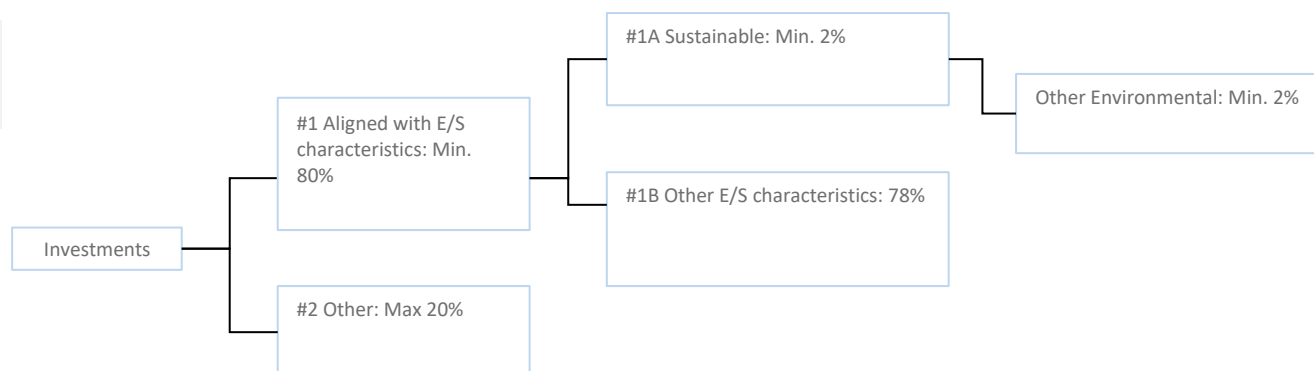 #1A Sustainable: Min. 2%
Other Environmental: Min. 2%
#1 Aligned with E/S
characteristics: Min.
80%
#1B Other E/S characteristics: 78%
Investments
#2 Other: Max 20%